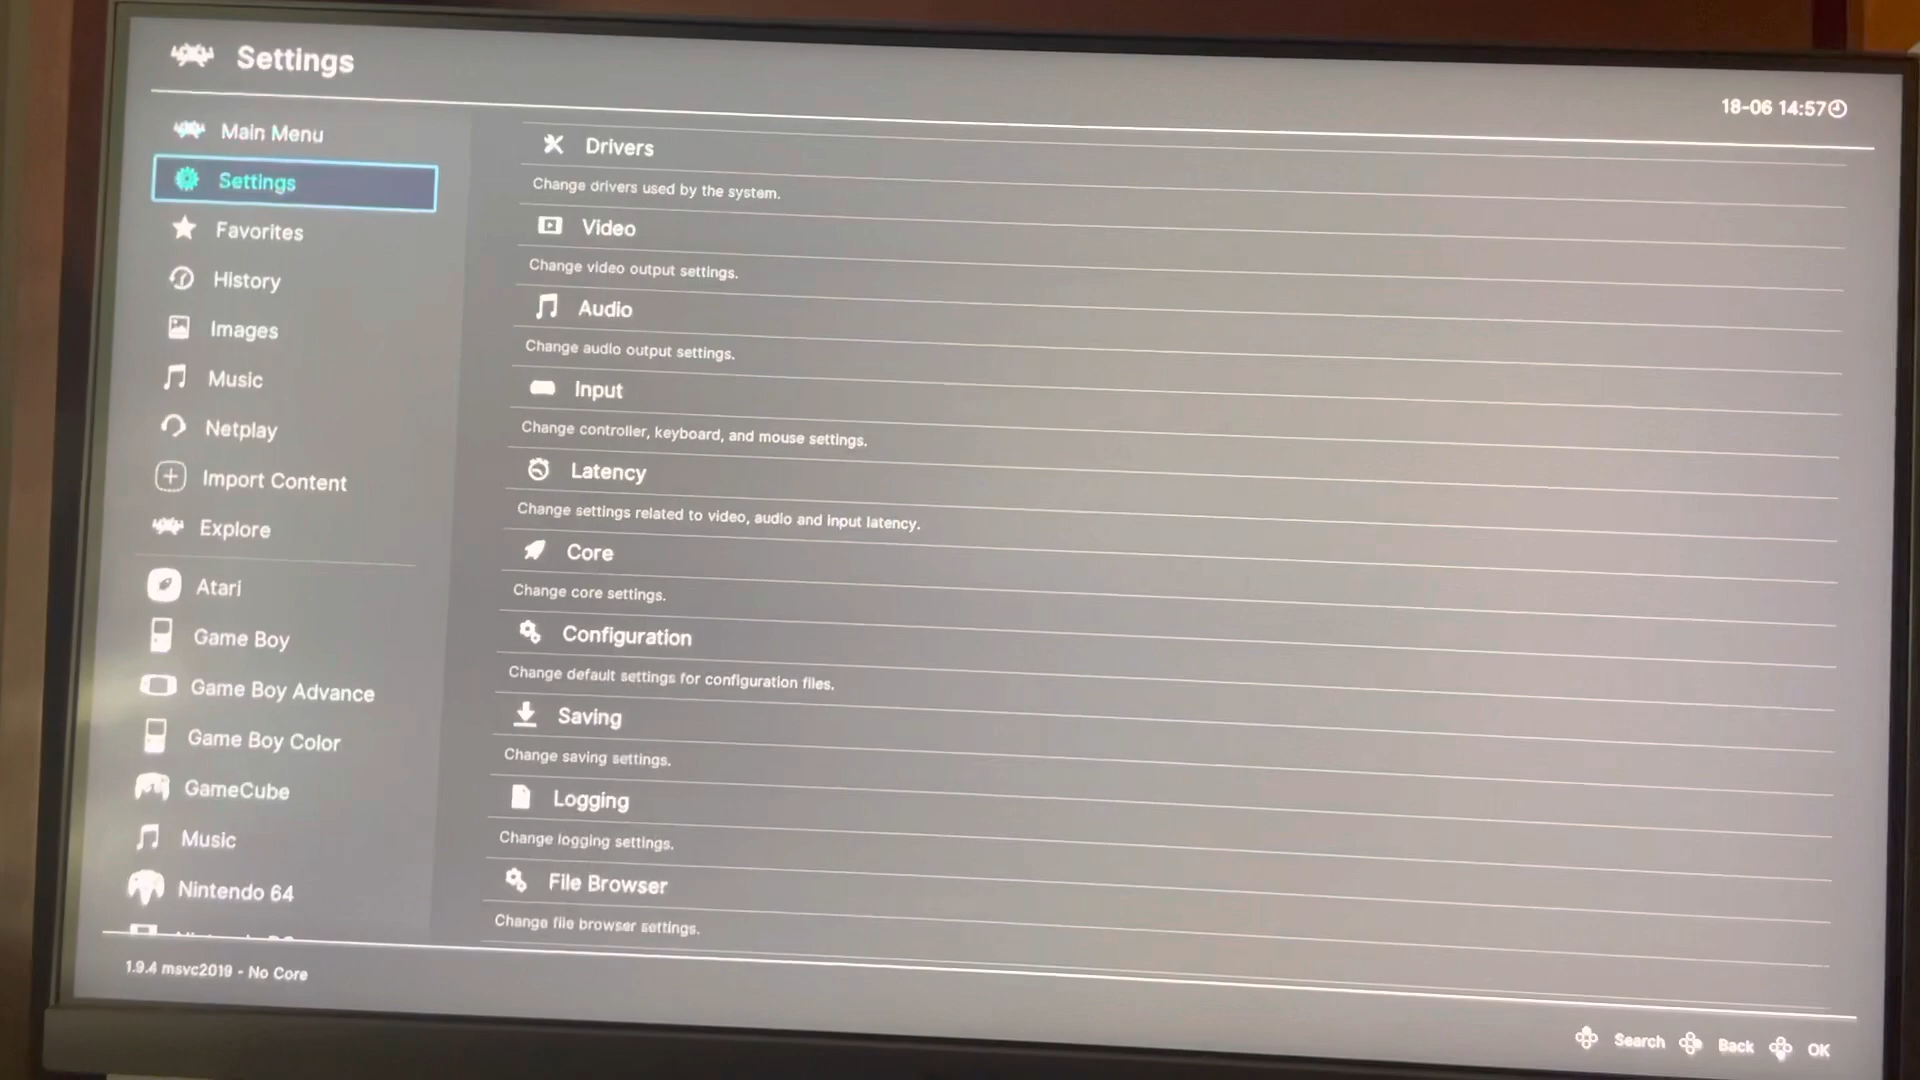 Settings
18-06 14:57
Main Menu
Settings
Favorites
History
Images
Music
Netplay
Import Content
Explore
Atari
Game Boy
Game Boy Advance
Game Boy Color
GameCube
Music
Nintendo 64
Drivers
Change drivers used by the system.
Video
Change video output settings.
Audio
Change audio output settings.
Input
Change controller, keyboard, and mouse settings.
Latency
Change settings related to video, audio and input latency.
Core
Change core settings.
Configuration
Change default settings for configuration files.
Saving
Change saving settings.
Logging
Change logging settings.
File Browser
Change file browser settings.
1.9.4 msvc2019 - No Core
Search Back OK